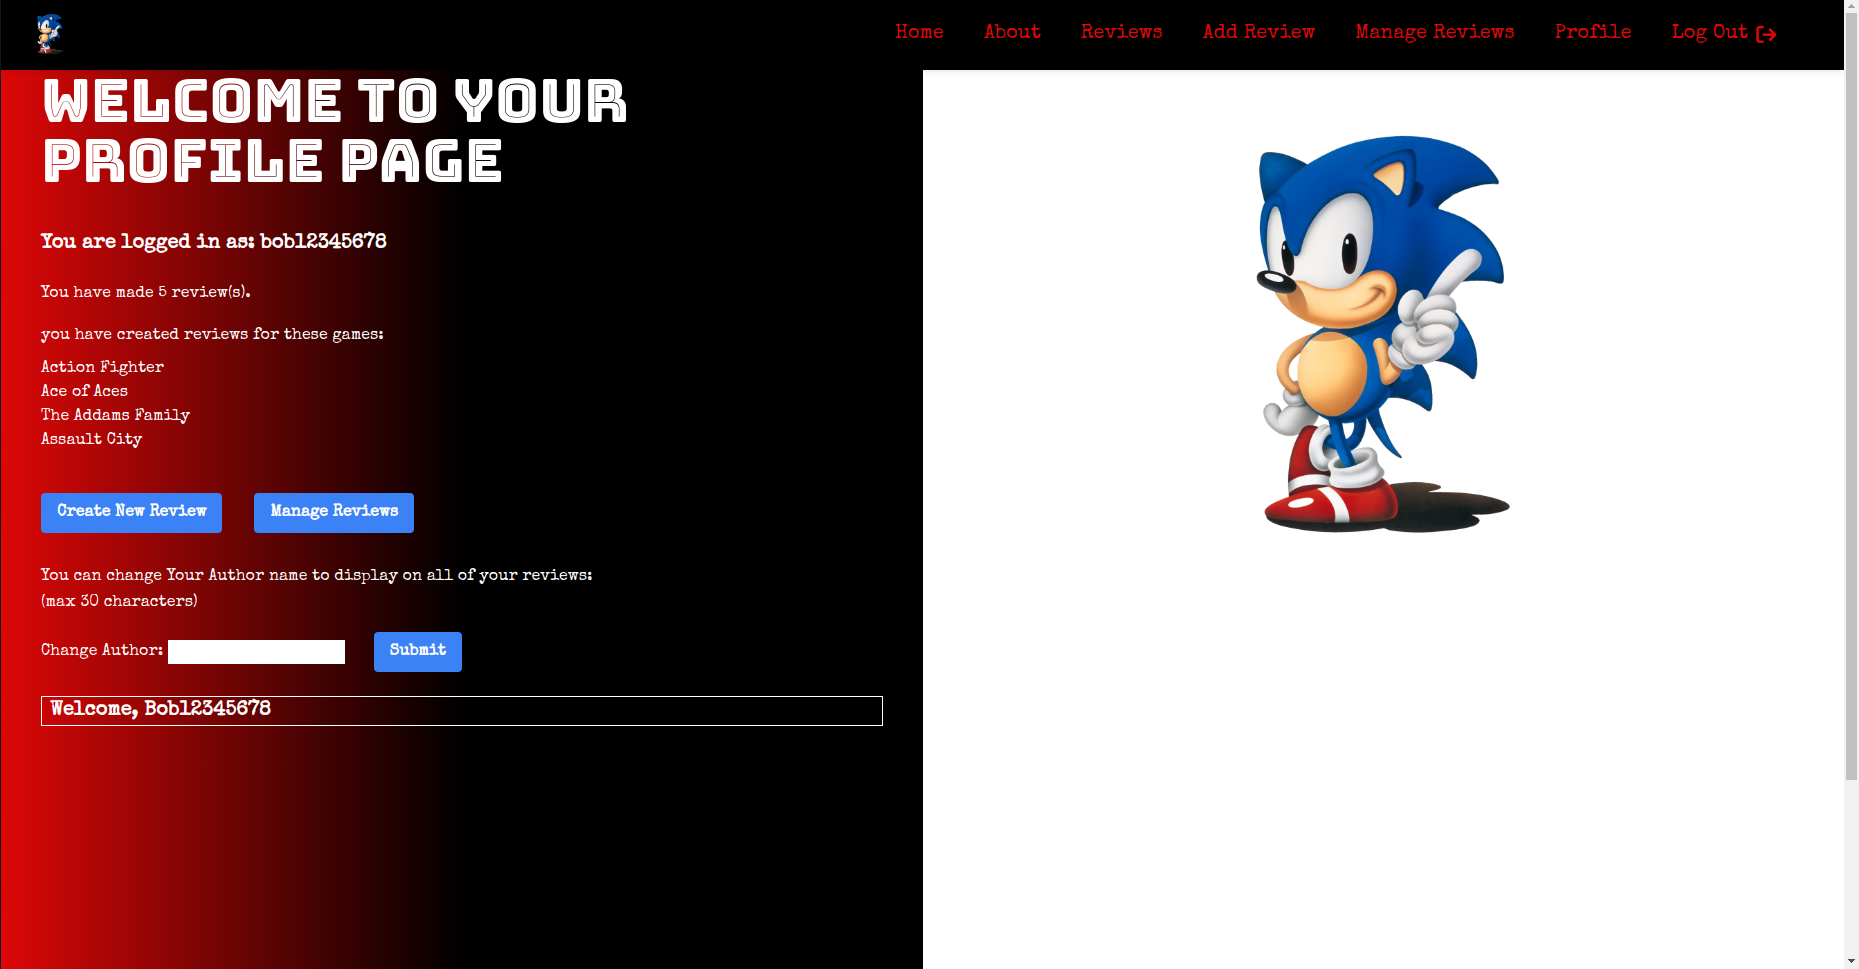 Home About Reviews Add Review Manage Reviews Profile Log Out
WELCOME TO YOUR
PROFILE PAGE
You are logged in as: bob12345678
You have made 5 review(s).
you have created reviews for these games:
Action Fighter
Ace of Aces
The Addams Family
Assault City
Create New Review Manage Reviews
You can change Your Author name to display on all of your reviews:
(max 30 characters)
Change Author: Submit
Welcome, Bob12345678